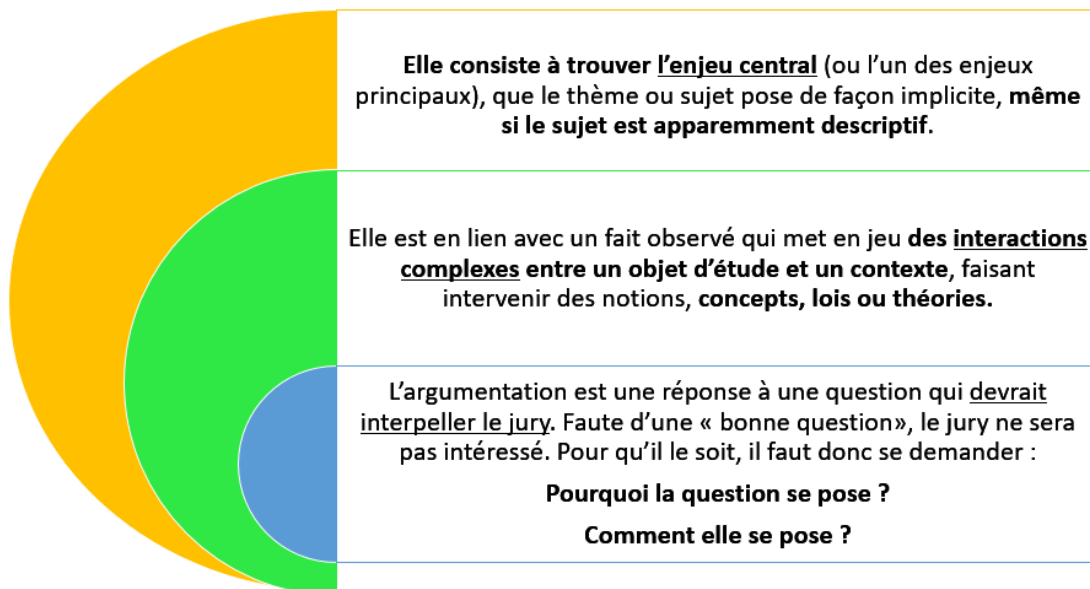 Elle consiste à trouver l’enjeu central (ou l’un des enjeux
principaux), que le thème ou sujet pose de façon implicite, même
si le sujet est apparemment descriptif.
Elle est en lien avec un fait observé qui met en jeu des interactions
complexes entre un objet d’étude et un contexte, faisant
intervenir des notions, concepts, lois ou théories.
L’argumentation est une réponse à une question qui devrait
interpeller le jury. Faute d’une « bonne question», le jury ne sera
pas intéressé. Pour qu’il le soit, il faut donc se demander :
Pourquoi la question se pose ?
Comment elle se pose ?